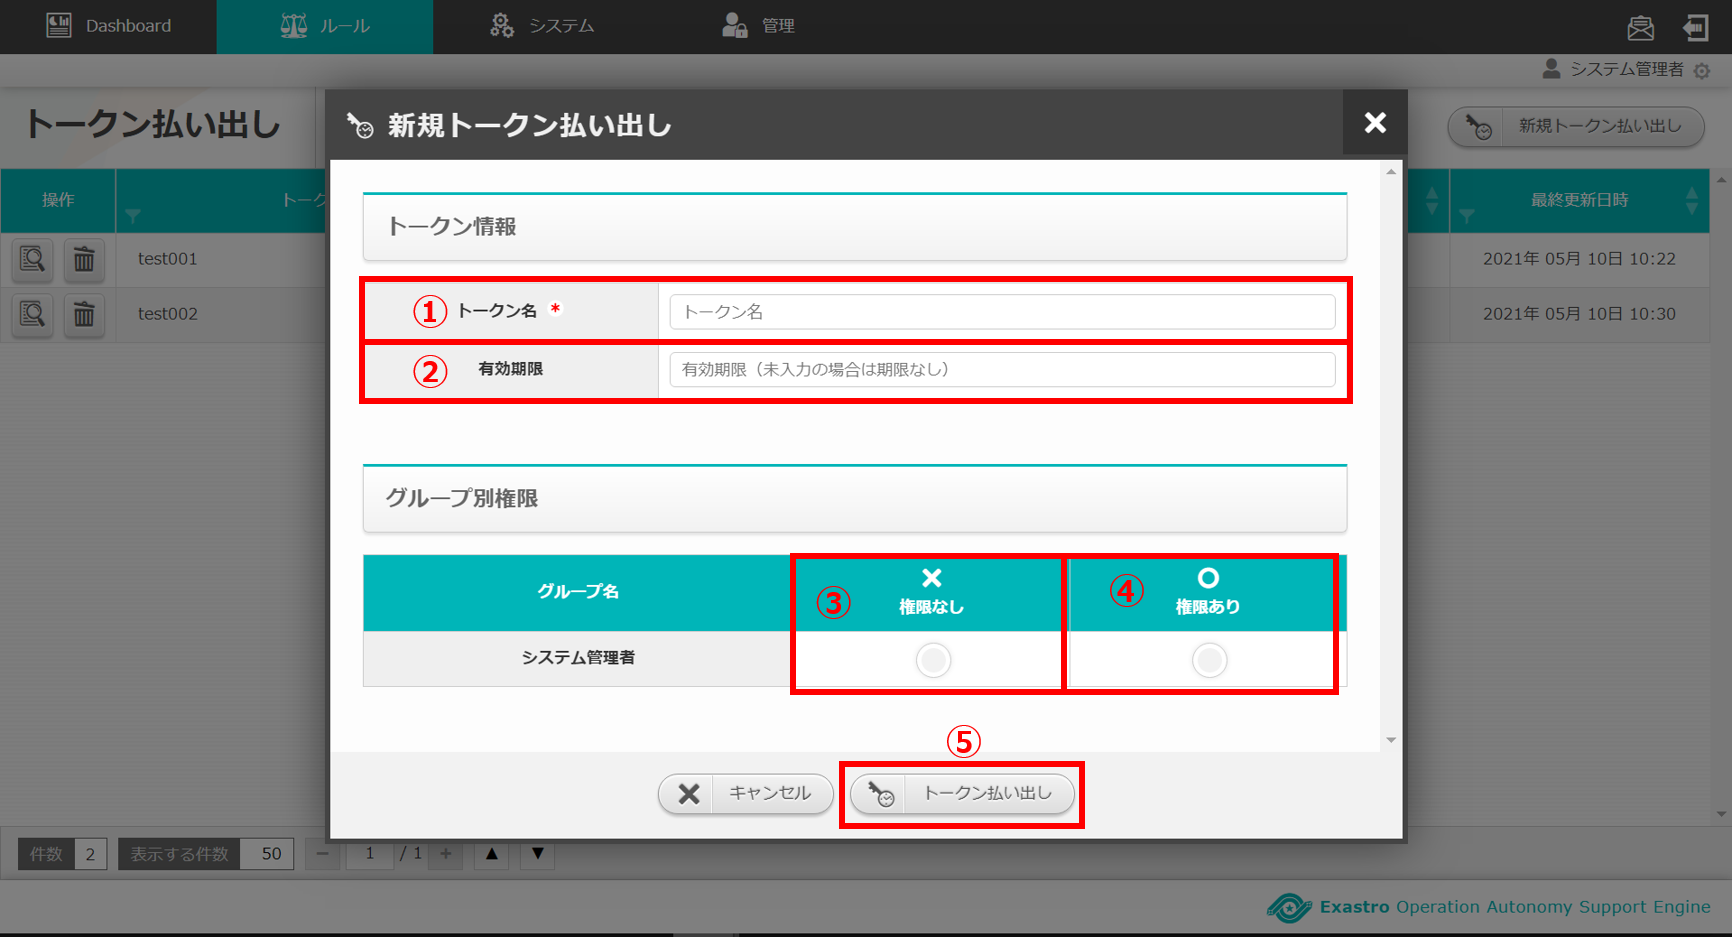 Dashboard
ルール
システム
管理
システム管理者
トークン払い出し
新規トークン払い出し
新規トークン払い出し
操作
トーク
最終更新日時
test001
2021年 05月 10日 10:22
test002
2021年 05月 10日 10:30
トークン情報
① トークン名 *
トークン名
② 有効期限
有効期限（未入力の場合は期限なし）
グループ別権限
グループ名
③ 権限なし
④ 権限あり
システム管理者
⑤
キャンセル
トークン払い出し
件数 2 表示する件数 50 − 1 / 1 + ▲ ▼
Exastro Operation Autonomy Support Engine